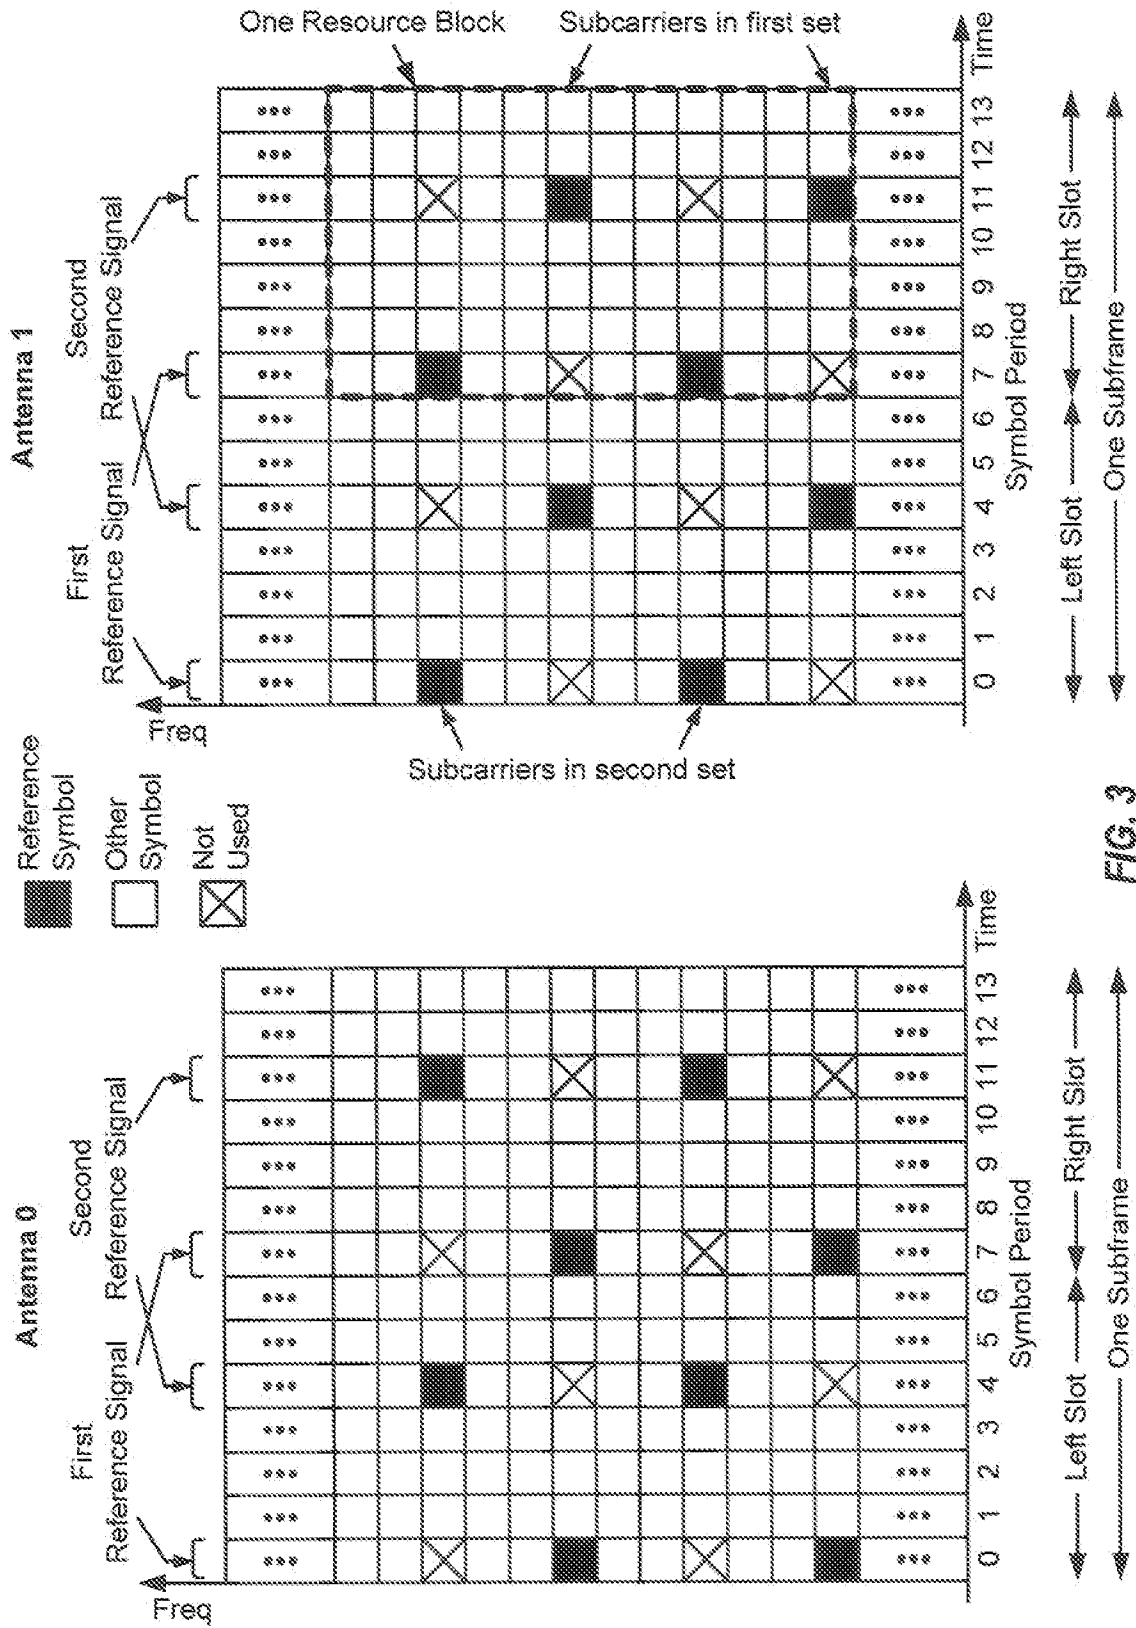 Reference
Symbol
Other
Symbol
Not
Used
Antenna 0
First
Reference Signal
Second
Reference Signal
Freq
••• ••• ••• ••• ••• ••• ••• ••• ••• ••• ••• ••• ••• •••
••• ••• ••• ••• ••• ••• ••• ••• ••• ••• ••• ••• ••• •••
0 1 2 3 4 5 6 7 8 9 10 11 12 13 Time
Symbol Period
Left Slot Right Slot
One Subframe
Antenna 1
First
Reference Signal
Second
Reference Signal
Freq
One Resource Block
Subcarriers in first set
Subcarriers in second set
••• ••• ••• ••• ••• ••• ••• ••• ••• ••• ••• ••• ••• •••
••• ••• ••• ••• ••• ••• ••• ••• ••• ••• ••• ••• ••• •••
0 1 2 3 4 5 6 7 8 9 10 11 12 13 Time
Symbol Period
Left Slot Right Slot
One Subframe
FIG. 3